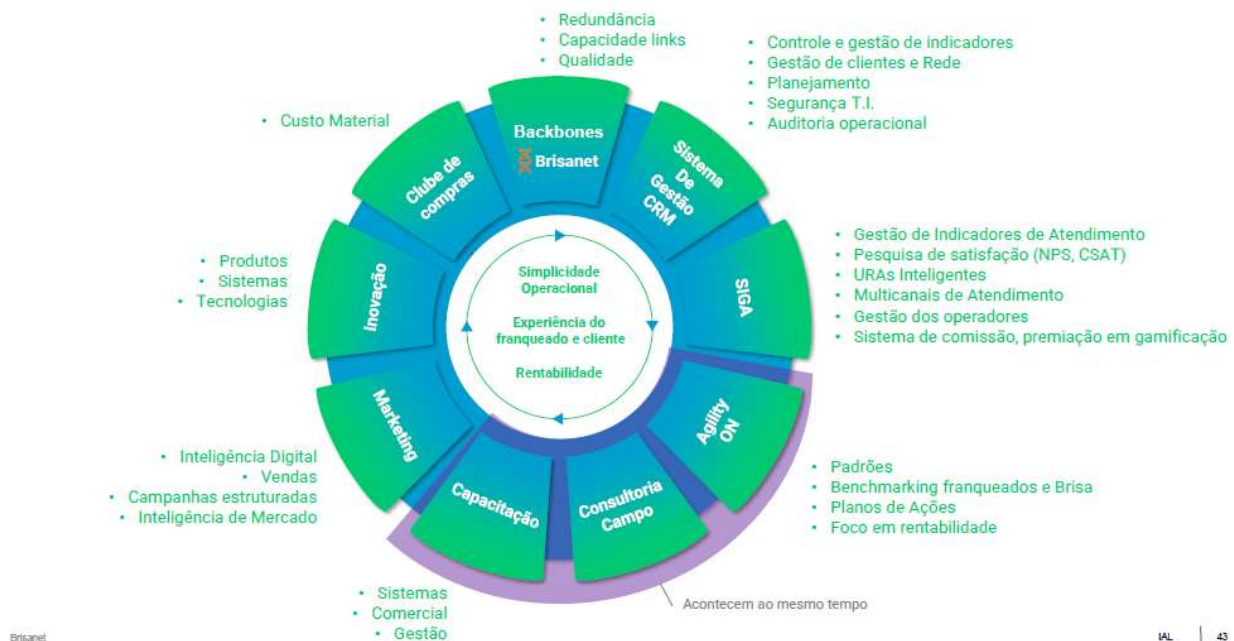 Redundância
Capacidade links
Qualidade
Controle e gestão de indicadores
Gestão de clientes e Rede
Planejamento
Segurança T.I.
Auditoria operacional
Custo Material
Backbones
Brisanet
Sistema
De
Gestão
CRM
Clube de
compras
Produtos
Sistemas
Tecnologias
Inovação
Simplicidade
Operacional
Experiência do
franqueado e cliente
Rentabilidade
SIGA
Gestão de Indicadores de Atendimento
Pesquisa de satisfação (NPS, CSAT)
URAs Inteligentes
Multicanais de Atendimento
Gestão dos operadores
Sistema de comissão, premiação em gamificação
Marketing
Inteligência Digital
Vendas
Campanhas estruturadas
Inteligência de Mercado
Agility
ON
Padrões
Benchmarking franqueados e Brisa
Planos de Ações
Foco em rentabilidade
Capacitação
Consultoria
Campo
Sistemas
Comercial
Gestão
Acontecem ao mesmo tempo
Brisanet
IAL | 43